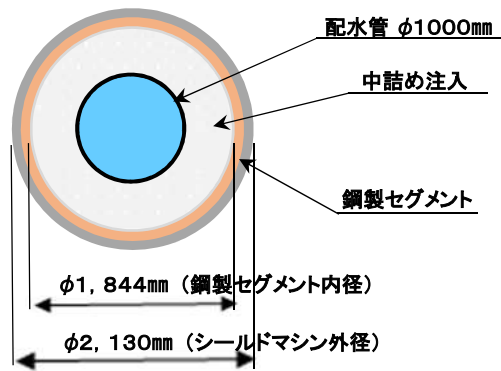 配水管 φ1000㎜
中詰め注入
鋼製セグメント
φ1，844㎜（鋼製セグメント内径）
φ2，130㎜（シールドマシン外径）